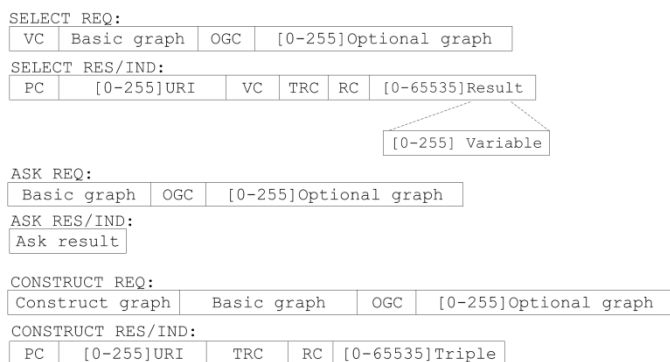 SELECT REQ:
VC Basic graph OGC [0-255]Optional graph
SELECT RES/IND:
PC [0-255]URI VC TRC RC [0-65535]Result
[0-255] Variable
ASK REQ:
Basic graph OGC [0-255]Optional graph
ASK RES/IND:
Ask result
CONSTRUCT REQ:
Construct graph Basic graph OGC [0-255]Optional graph
CONSTRUCT RES/IND:
PC [0-255]URI TRC RC [0-65535]Triple